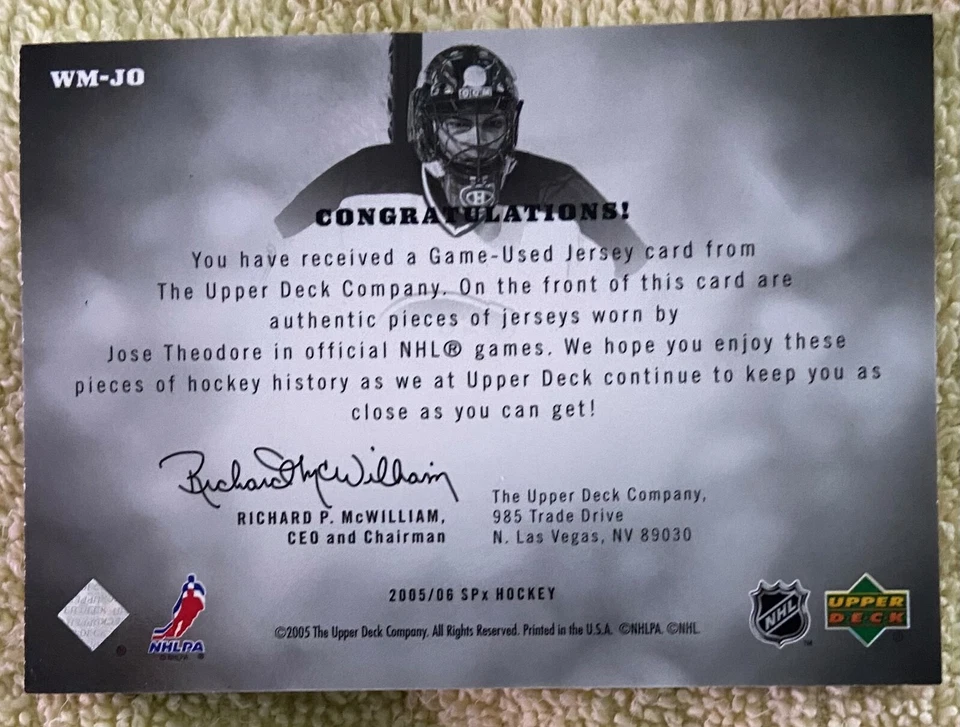 WM-JO
CONGRATULATIONS!
You have received a Game-Used Jersey card from
The Upper Deck Company. On the front of this card are
authentic pieces of jerseys worn by
Jose Theodore in official NHL® games. We hope you enjoy these
pieces of hockey history as we at Upper Deck continue to keep you as
close as you can get!
Richard McWilliam
RICHARD P. McWILLIAM,
CEO and Chairman
The Upper Deck Company,
985 Trade Drive
N. Las Vegas, NV 89030
2005/06 SPx HOCKEY
©2005 The Upper Deck Company. All Rights Reserved. Printed in the U.S.A. ©NHLPA. ©NHL.
NHLPA
NHL
UPPER
DECK